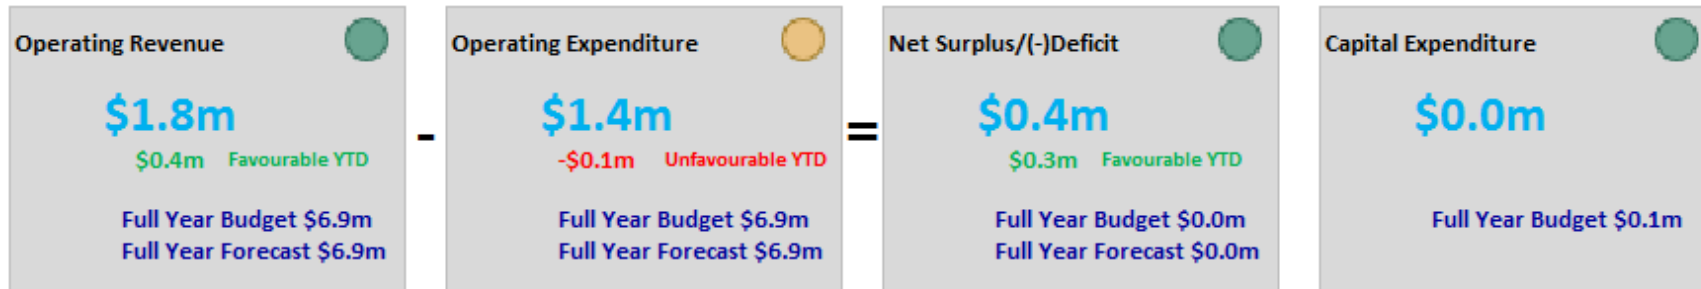 Operating Revenue
$1.8m
$0.4m Favourable YTD
Full Year Budget $6.9m
Full Year Forecast $6.9m
-
Operating Expenditure
$1.4m
-$0.1m Unfavourable YTD
Full Year Budget $6.9m
Full Year Forecast $6.9m
=
Net Surplus/(-)Deficit
$0.4m
$0.3m Favourable YTD
Full Year Budget $0.0m
Full Year Forecast $0.0m
Capital Expenditure
$0.0m
Full Year Budget $0.1m